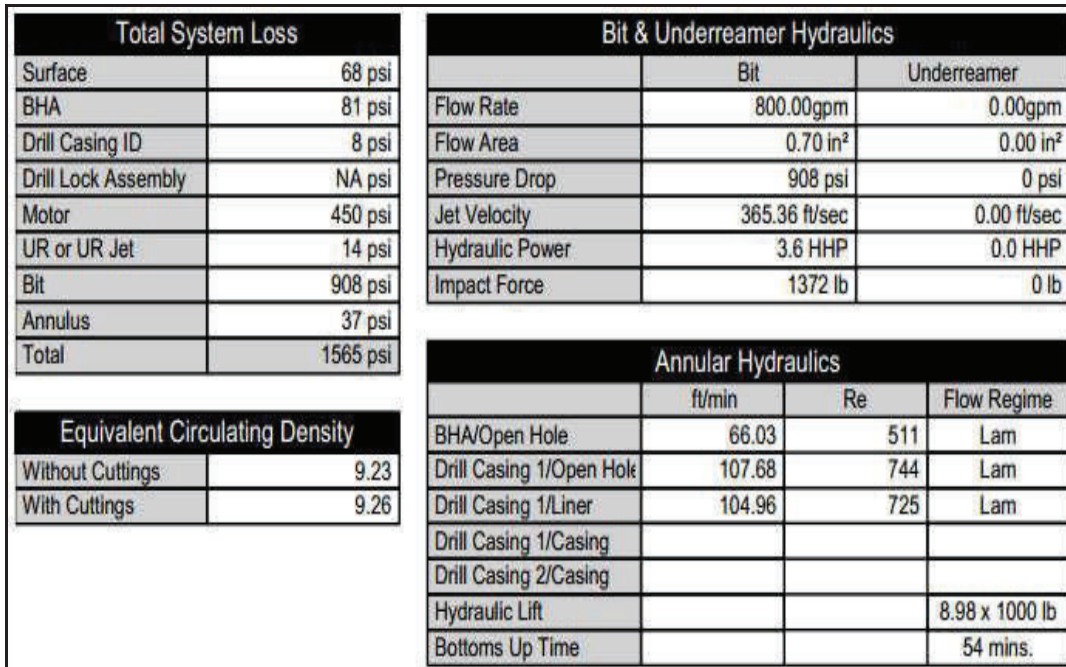 Total System Loss
Surface 68 psi
BHA 81 psi
Drill Casing ID 8 psi
Drill Lock Assembly NA psi
Motor 450 psi
UR or UR Jet 14 psi
Bit 908 psi
Annulus 37 psi
Total 1565 psi
Equivalent Circulating Density
Without Cuttings 9.23
With Cuttings 9.26
Bit & Underreamer Hydraulics
Bit Underreamer
Flow Rate 800.00gpm 0.00gpm
Flow Area 0.70 in² 0.00 in²
Pressure Drop 908 psi 0 psi
Jet Velocity 365.36 ft/sec 0.00 ft/sec
Hydraulic Power 3.6 HHP 0.0 HHP
Impact Force 1372 lb 0 lb
Annular Hydraulics
ft/min Re Flow Regime
BHA/Open Hole 66.03 511 Lam
Drill Casing 1/Open Hole 107.68 744 Lam
Drill Casing 1/Liner 104.96 725 Lam
Drill Casing 1/Casing
Drill Casing 2/Casing
Hydraulic Lift 8.98 x 1000 lb
Bottoms Up Time 54 mins.